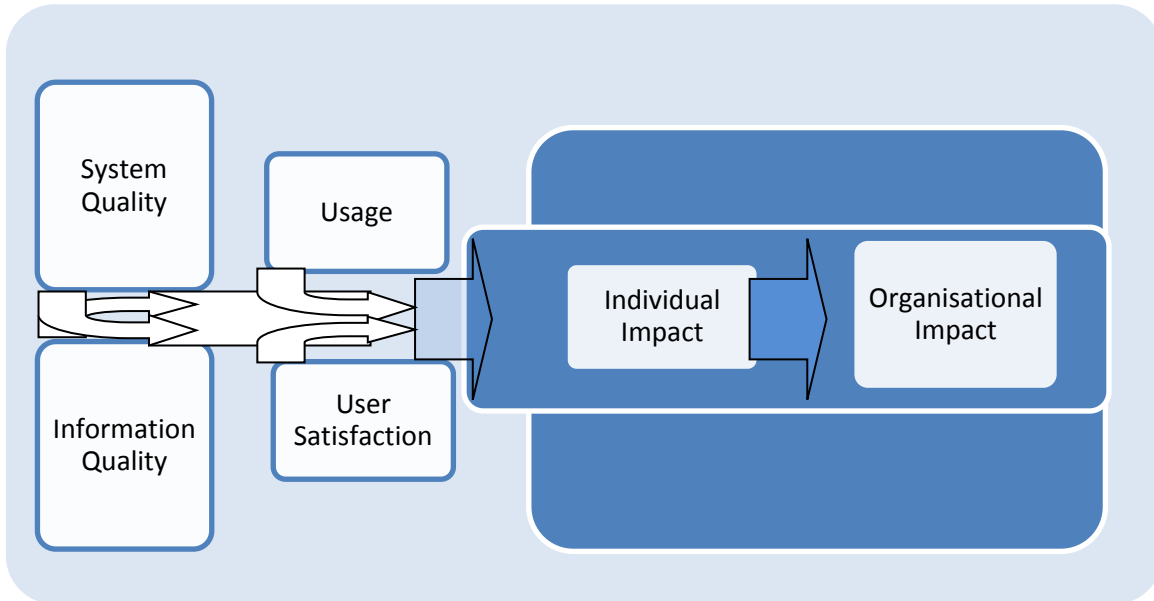 System
Quality
Usage
Information
Quality
User
Satisfaction
Individual
Impact
Organisational
Impact